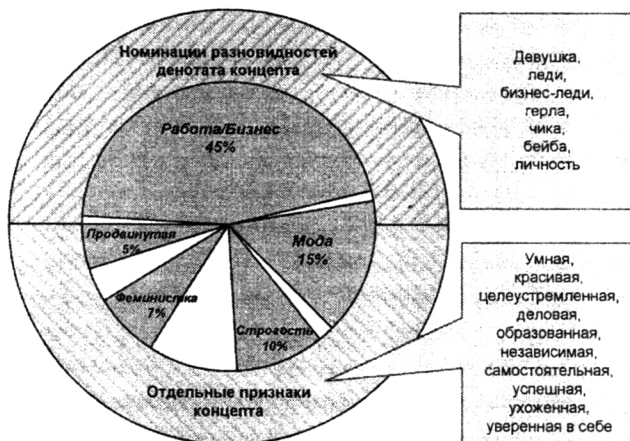 Номинации разновидностей
денотата концепта
Работа/Бизнес
45%
Продвинутая
5%
Мода
15%
Феминистка
7%
Строгость
10%
Отдельные признаки
концепта
Девушка,
леди,
бизнес-леди,
герла,
чика,
бейба,
личность
Умная,
красивая,
целеустремленная,
деловая,
образованная,
независимая,
самостоятельная,
успешная,
ухоженная,
уверенная в себе